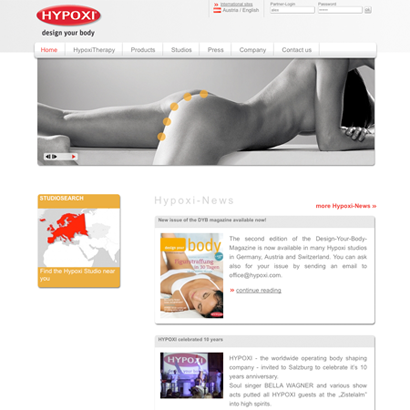 HYPOXI
design your body
International sites
Austria / English
Partner Login:
Password:
Home
HypoxiTherapy
Products
Studios
Press
Company
Contact us
STUDIOSEARCH
Find the Hypoxi Studio near
you
Hypoxi-News
more Hypoxi-News »
New issue of the DYB magazine available now!
design your
body
The second edition of the Design-Your-Body-
Magazine is now available in many Hypoxi studios
in Germany, Austria and Switzerland. You can ask
also for your issue by sending an email to
office@hypoxi.com.
» continue reading
HYPOXI celebrated 10 years
HYPOXI
HYPOXI - the worldwide operating body shaping
company - invited to Salzburg to celebrate it's 10
years anniversary.
Soul singer BELLA WAGNER and various show
acts putted all HYPOXI guests at the „Zistelalm"
into high spirits.